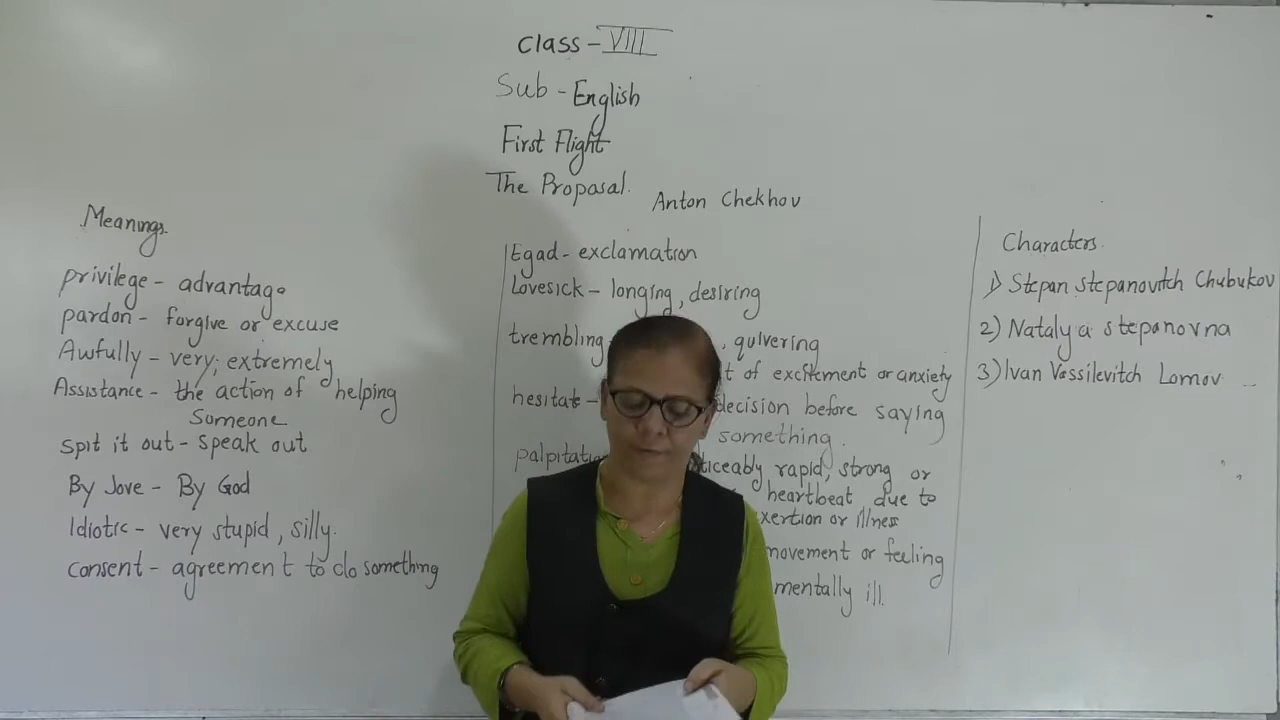 Class - VIII
Sub - English
First Flight
The Proposal.
Anton Chekhov
Meanings
privilege - advantage
pardon - forgive or excuse
Awfully - very; extremely
Assistance - the action of helping
Someone
spit it out - speak out
By Jove - By God
Idiotic - very stupid, silly.
consent - agreement to do something
Egad - exclamation
Lovesick - longing, desiring
trembling , quivering
of excitement or anxiety
hesitate - decision before saying
something.
rapid, strong or
heartbeat due to
or illness
movement or feeling
mentally ill.
Characters.
1) Stepan Stepanovitch Chubukov
2) Natalya stepanovna
3) Ivan Vassilevitch Lomov